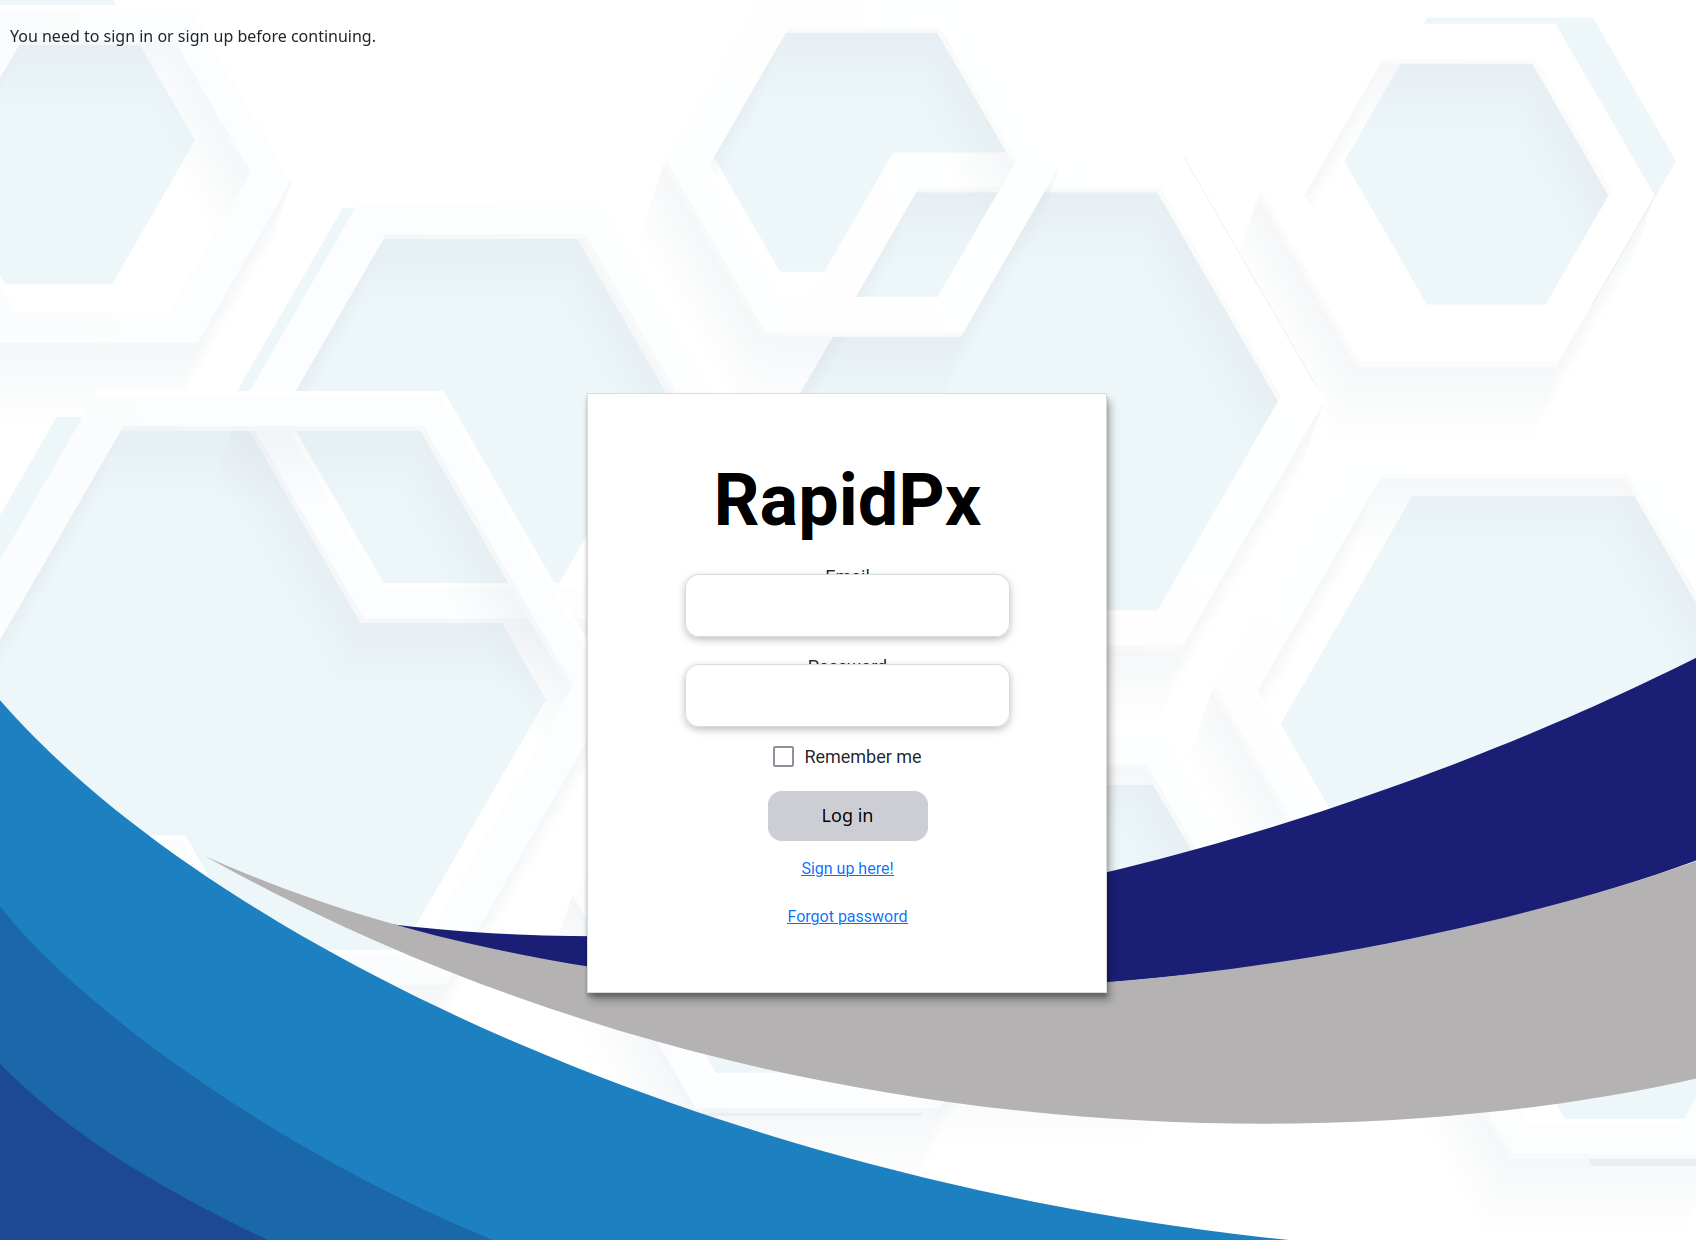 You need to sign in or sign up before continuing.
RapidPx
Email
Password
Remember me
Log in
Sign up here!
Forgot password